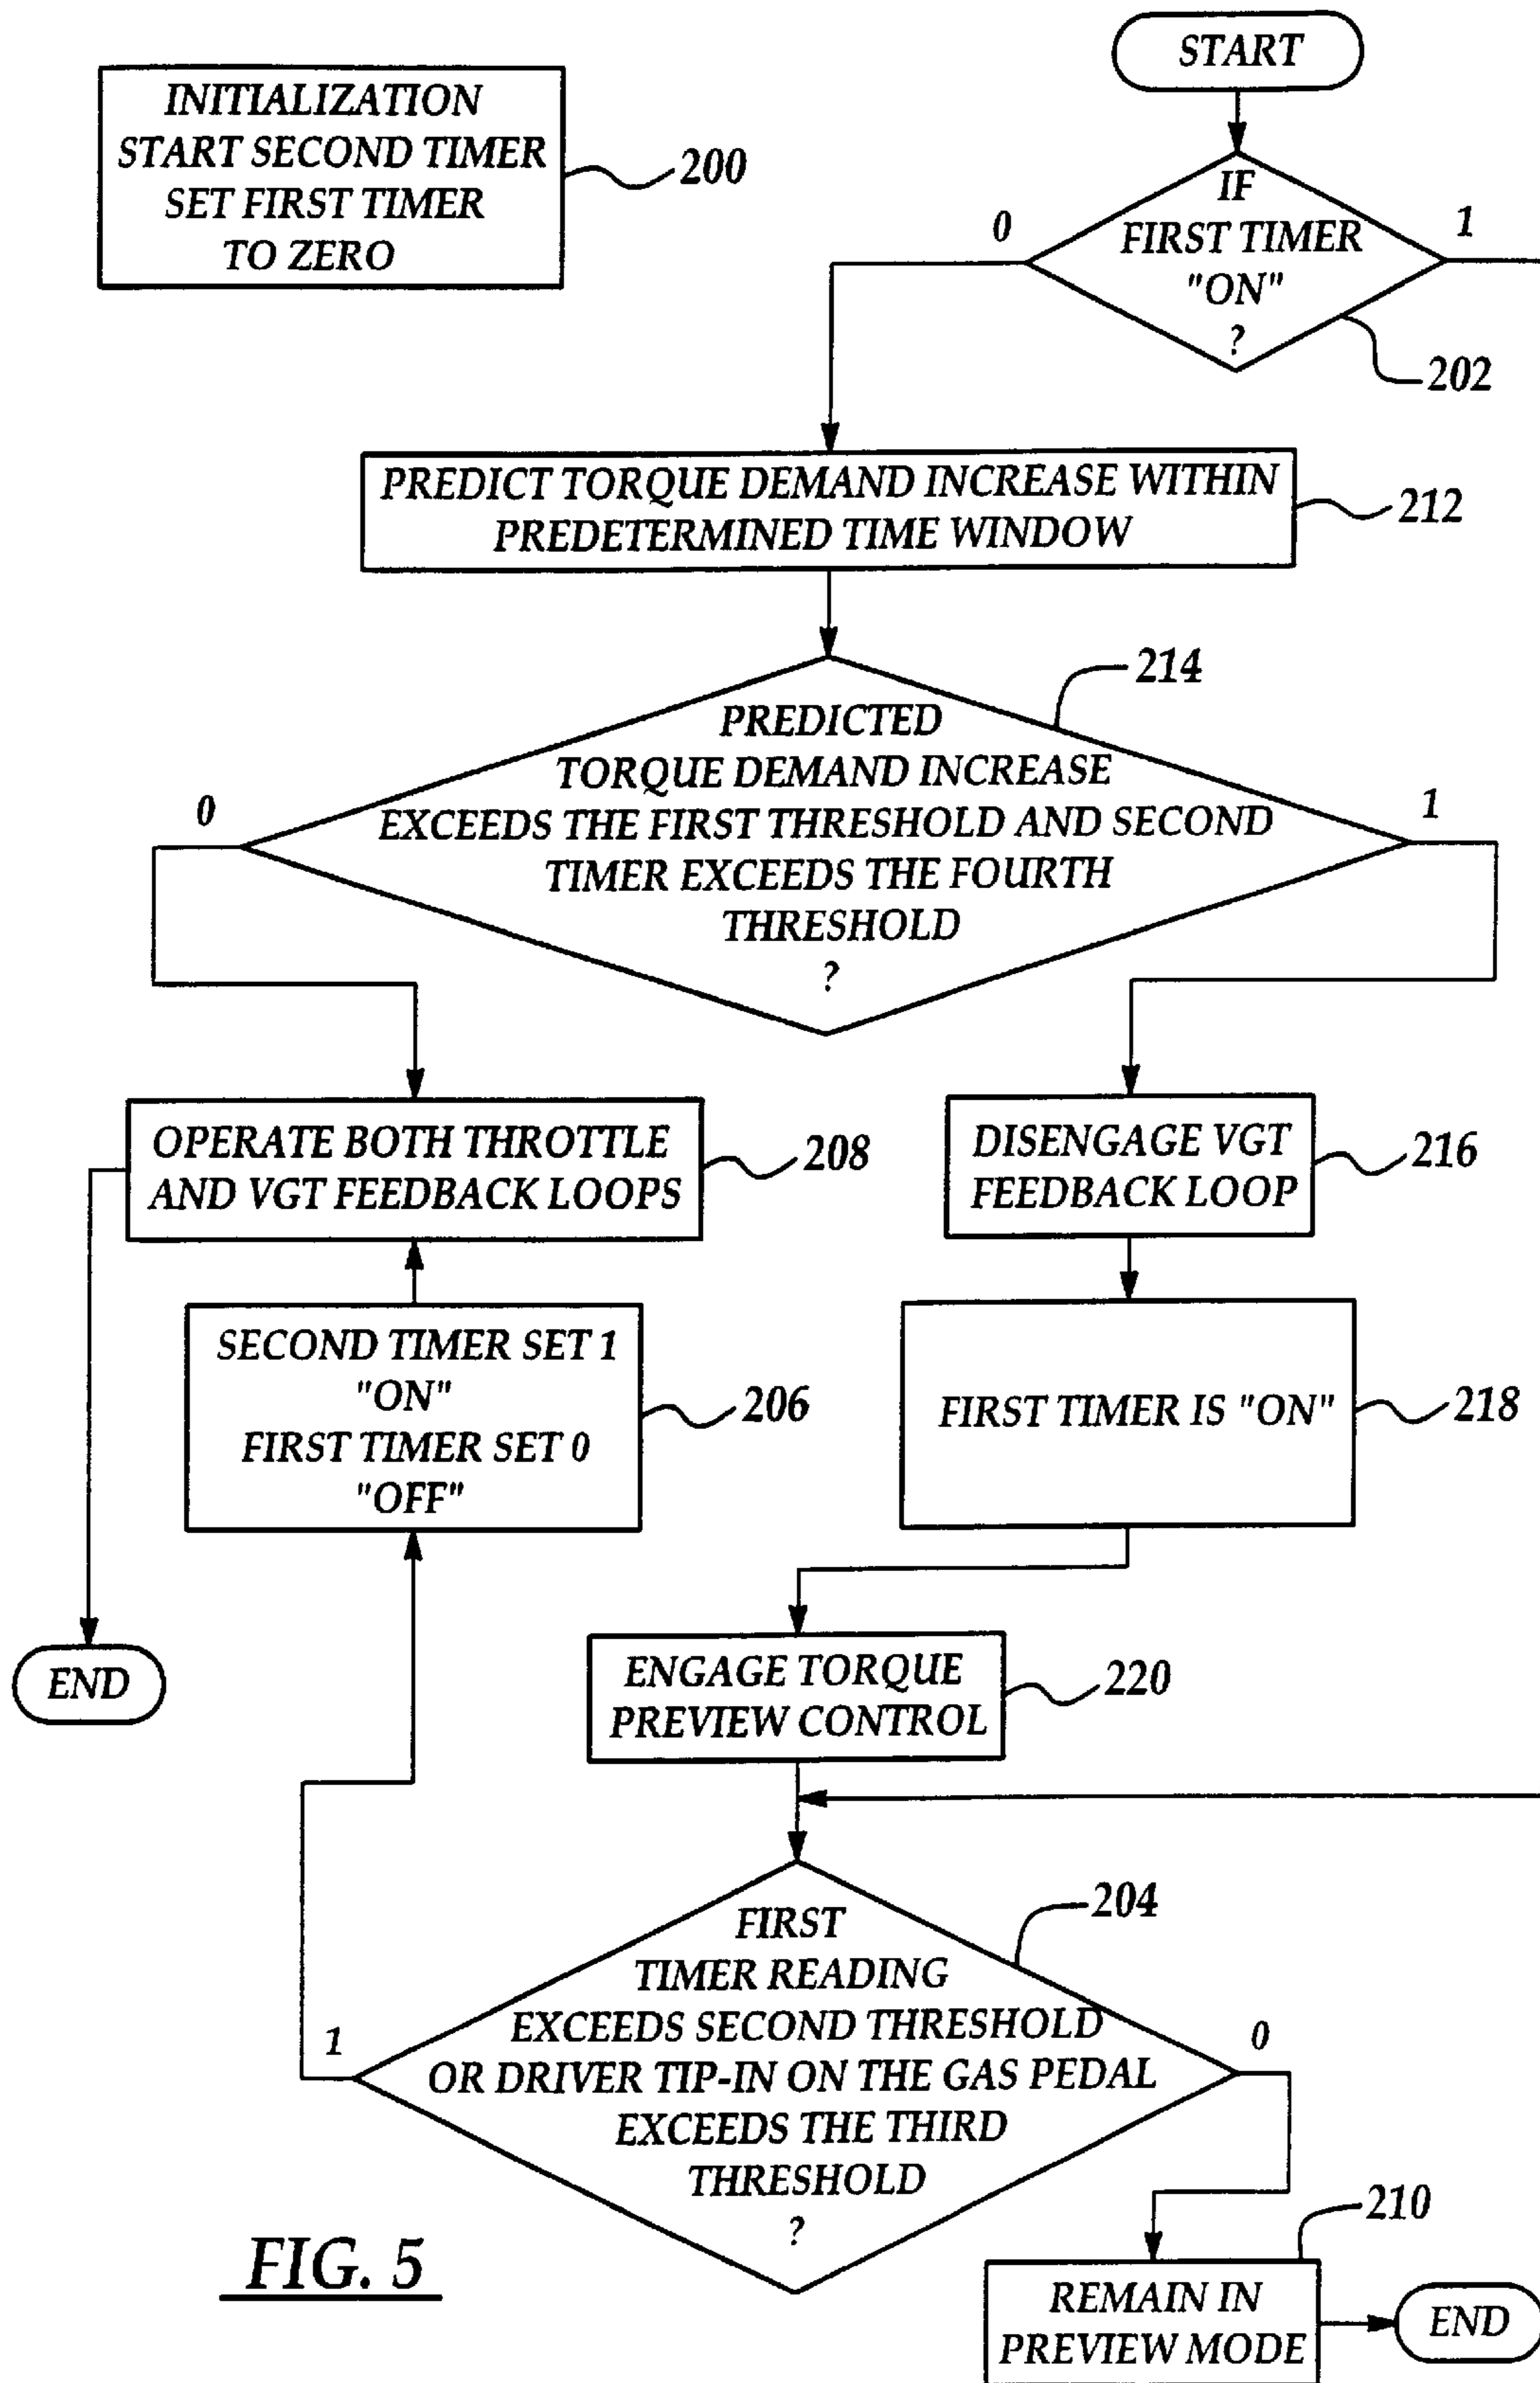 START
INITIALIZATION
START SECOND TIMER
SET FIRST TIMER
TO ZERO
200
IF
FIRST TIMER
"ON"
?
0
1
202
PREDICT TORQUE DEMAND INCREASE WITHIN
PREDETERMINED TIME WINDOW
212
214
PREDICTED
TORQUE DEMAND INCREASE
EXCEEDS THE FIRST THRESHOLD AND SECOND
TIMER EXCEEDS THE FOURTH
THRESHOLD
?
0
1
OPERATE BOTH THROTTLE
AND VGT FEEDBACK LOOPS
208
DISENGAGE VGT
FEEDBACK LOOP
216
SECOND TIMER SET 1
"ON"
FIRST TIMER SET 0
"OFF"
206
FIRST TIMER IS "ON"
218
END
ENGAGE TORQUE
PREVIEW CONTROL
220
204
FIRST
TIMER READING
EXCEEDS SECOND THRESHOLD
OR DRIVER TIP-IN ON THE GAS PEDAL
EXCEEDS THE THIRD
THRESHOLD
?
1
0
210
REMAIN IN
PREVIEW MODE
END
FIG. 5